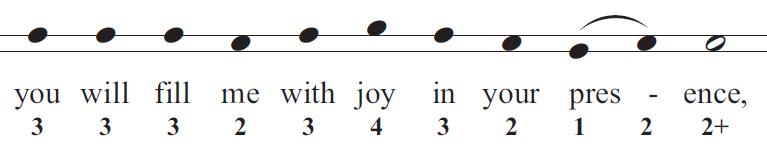 you will fill me with joy in your pres - ence,
3 3 3 2 3 4 3 2 1 2 2+